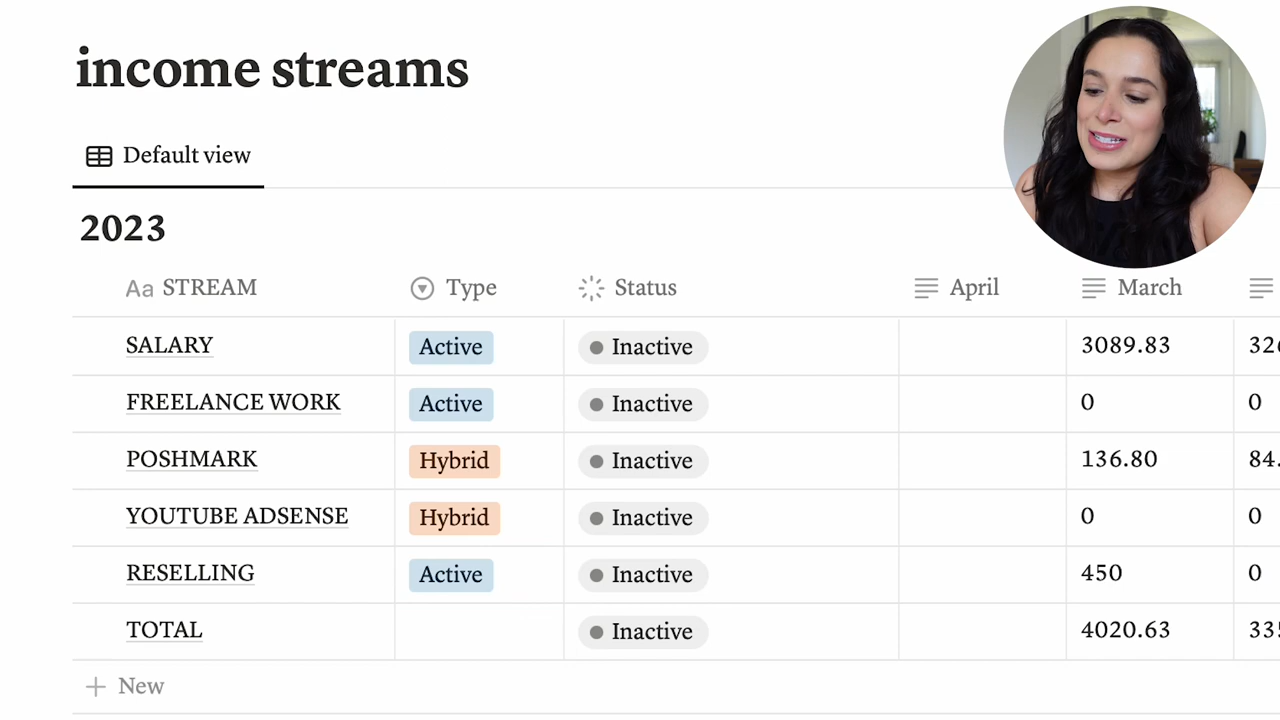 income streams
Default view
2023
Aa STREAM Type Status April March
SALARY Active Inactive 3089.83
FREELANCE WORK Active Inactive 0 0
POSHMARK Hybrid Inactive 136.80 84.
YOUTUBE ADSENSE Hybrid Inactive 0 0
RESELLING Active Inactive 450 0
TOTAL Inactive 4020.63
+ New